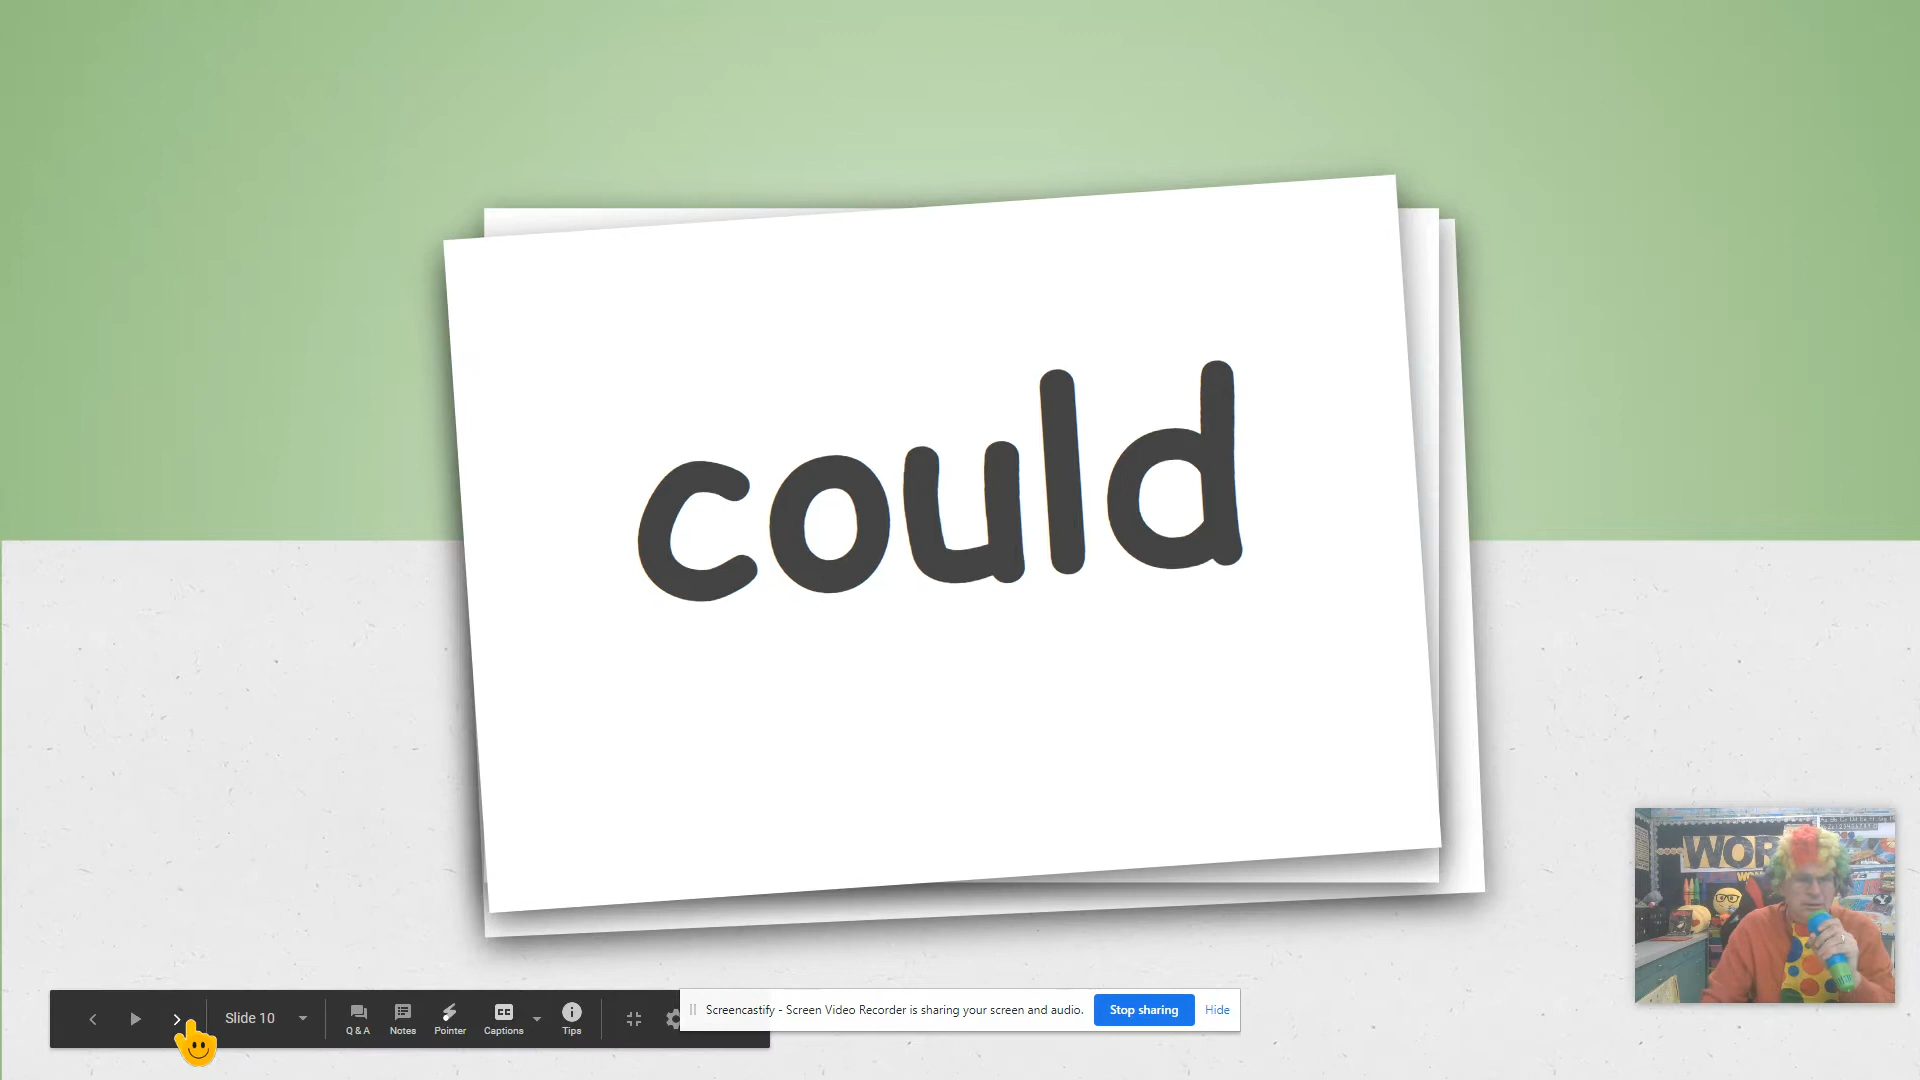 could
WOR
Slide 10
Q & A
Notes
Pointer
Captions
Tips
Screencastify - Screen Video Recorder is sharing your screen and audio.
Stop sharing
Hide